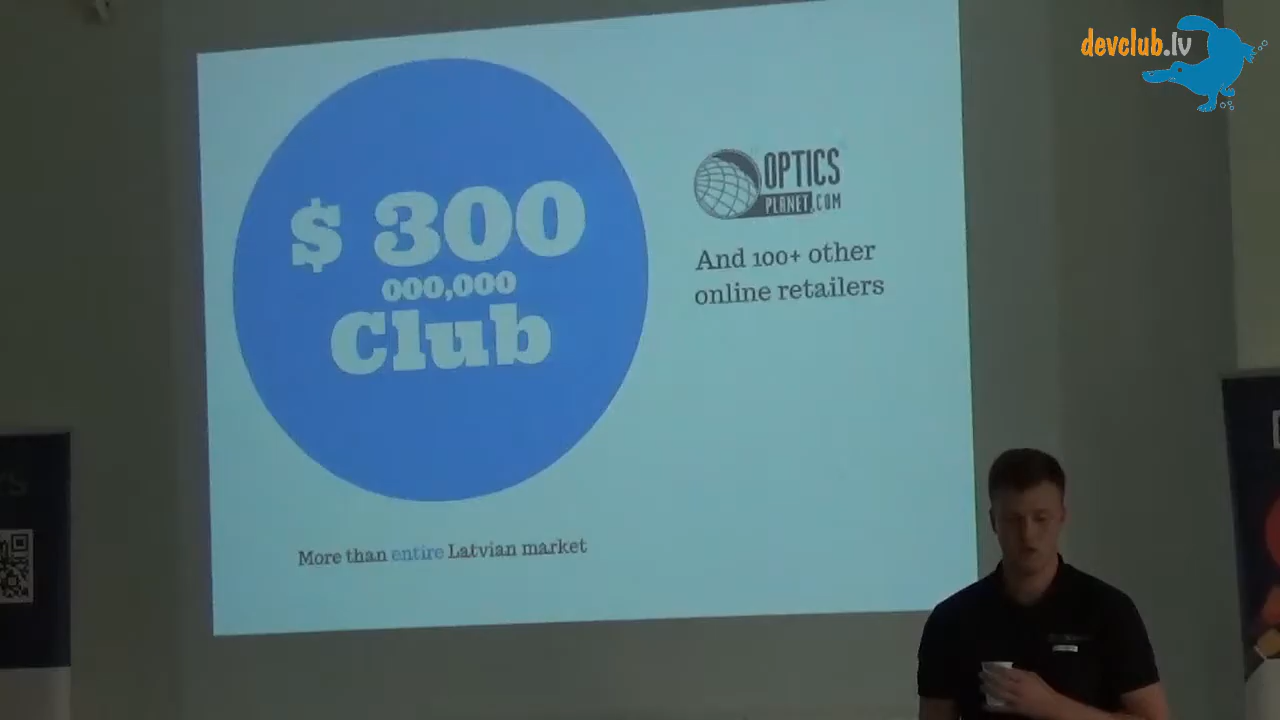 devclub.lv
$ 300
000,000
Club
OPTICS
PLANET.COM
And 100+ other
online retailers
More than entire Latvian market